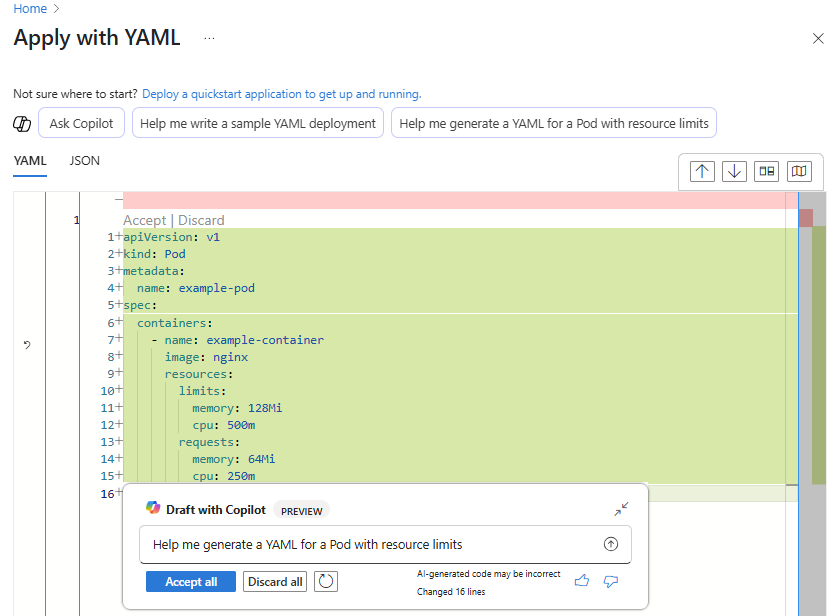 Home >
Apply with YAML ...
Not sure where to start? Deploy a quickstart application to get up and running.
Ask Copilot
Help me write a sample YAML deployment
Help me generate a YAML for a Pod with resource limits
YAML JSON
—
1
Accept | Discard
1+apiVersion: v1
2+kind: Pod
3+metadata:
4+  name: example-pod
5+spec:
6+  containers:
7+    - name: example-container
8+      image: nginx
9+      resources:
10+        limits:
11+          memory: 128Mi
12+          cpu: 500m
13+        requests:
14+          memory: 64Mi
15+          cpu: 250m
16+
Draft with Copilot PREVIEW
Help me generate a YAML for a Pod with resource limits
Accept all Discard all
AI-generated code may be incorrect
Changed 16 lines